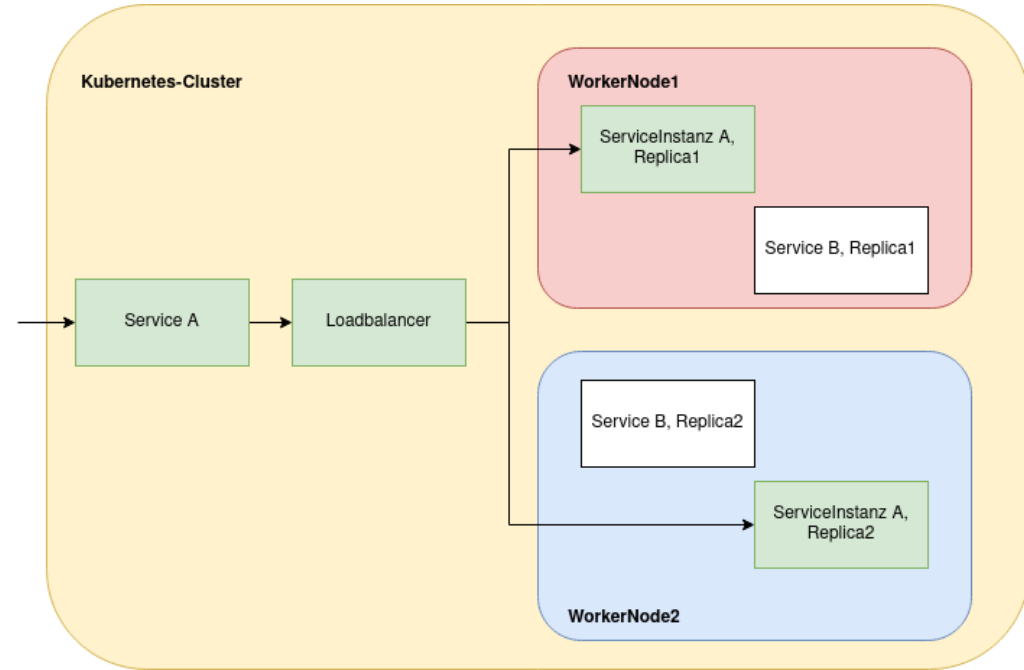 Kubernetes-Cluster
WorkerNode1
ServiceInstanz A,
Replica1
Service B, Replica1
Service A
Loadbalancer
Service B, Replica2
ServiceInstanz A,
Replica2
WorkerNode2